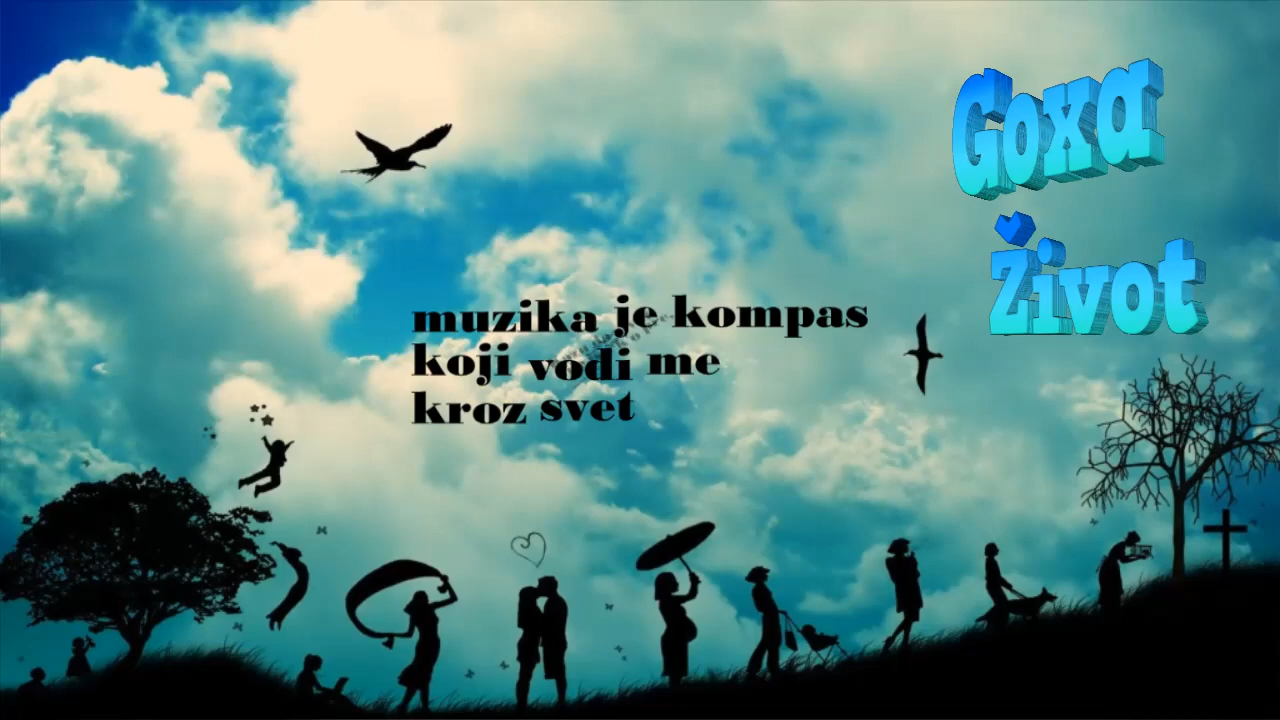 Goxa
Život
muzika je kompas
koji vodi me
kroz svet